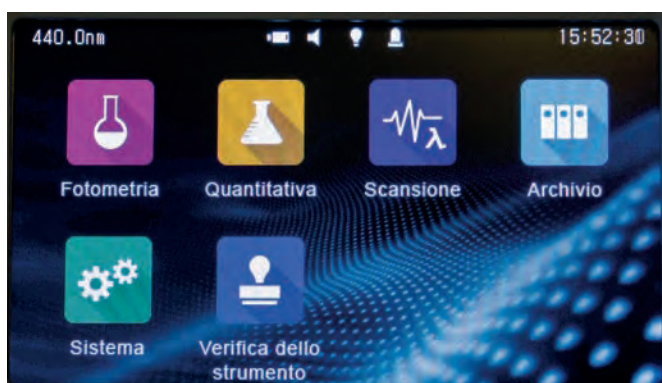 440.0nm 15:52:30
λ
Fotometria Quantitativa Scansione Archivio
Sistema Verifica dello
strumento